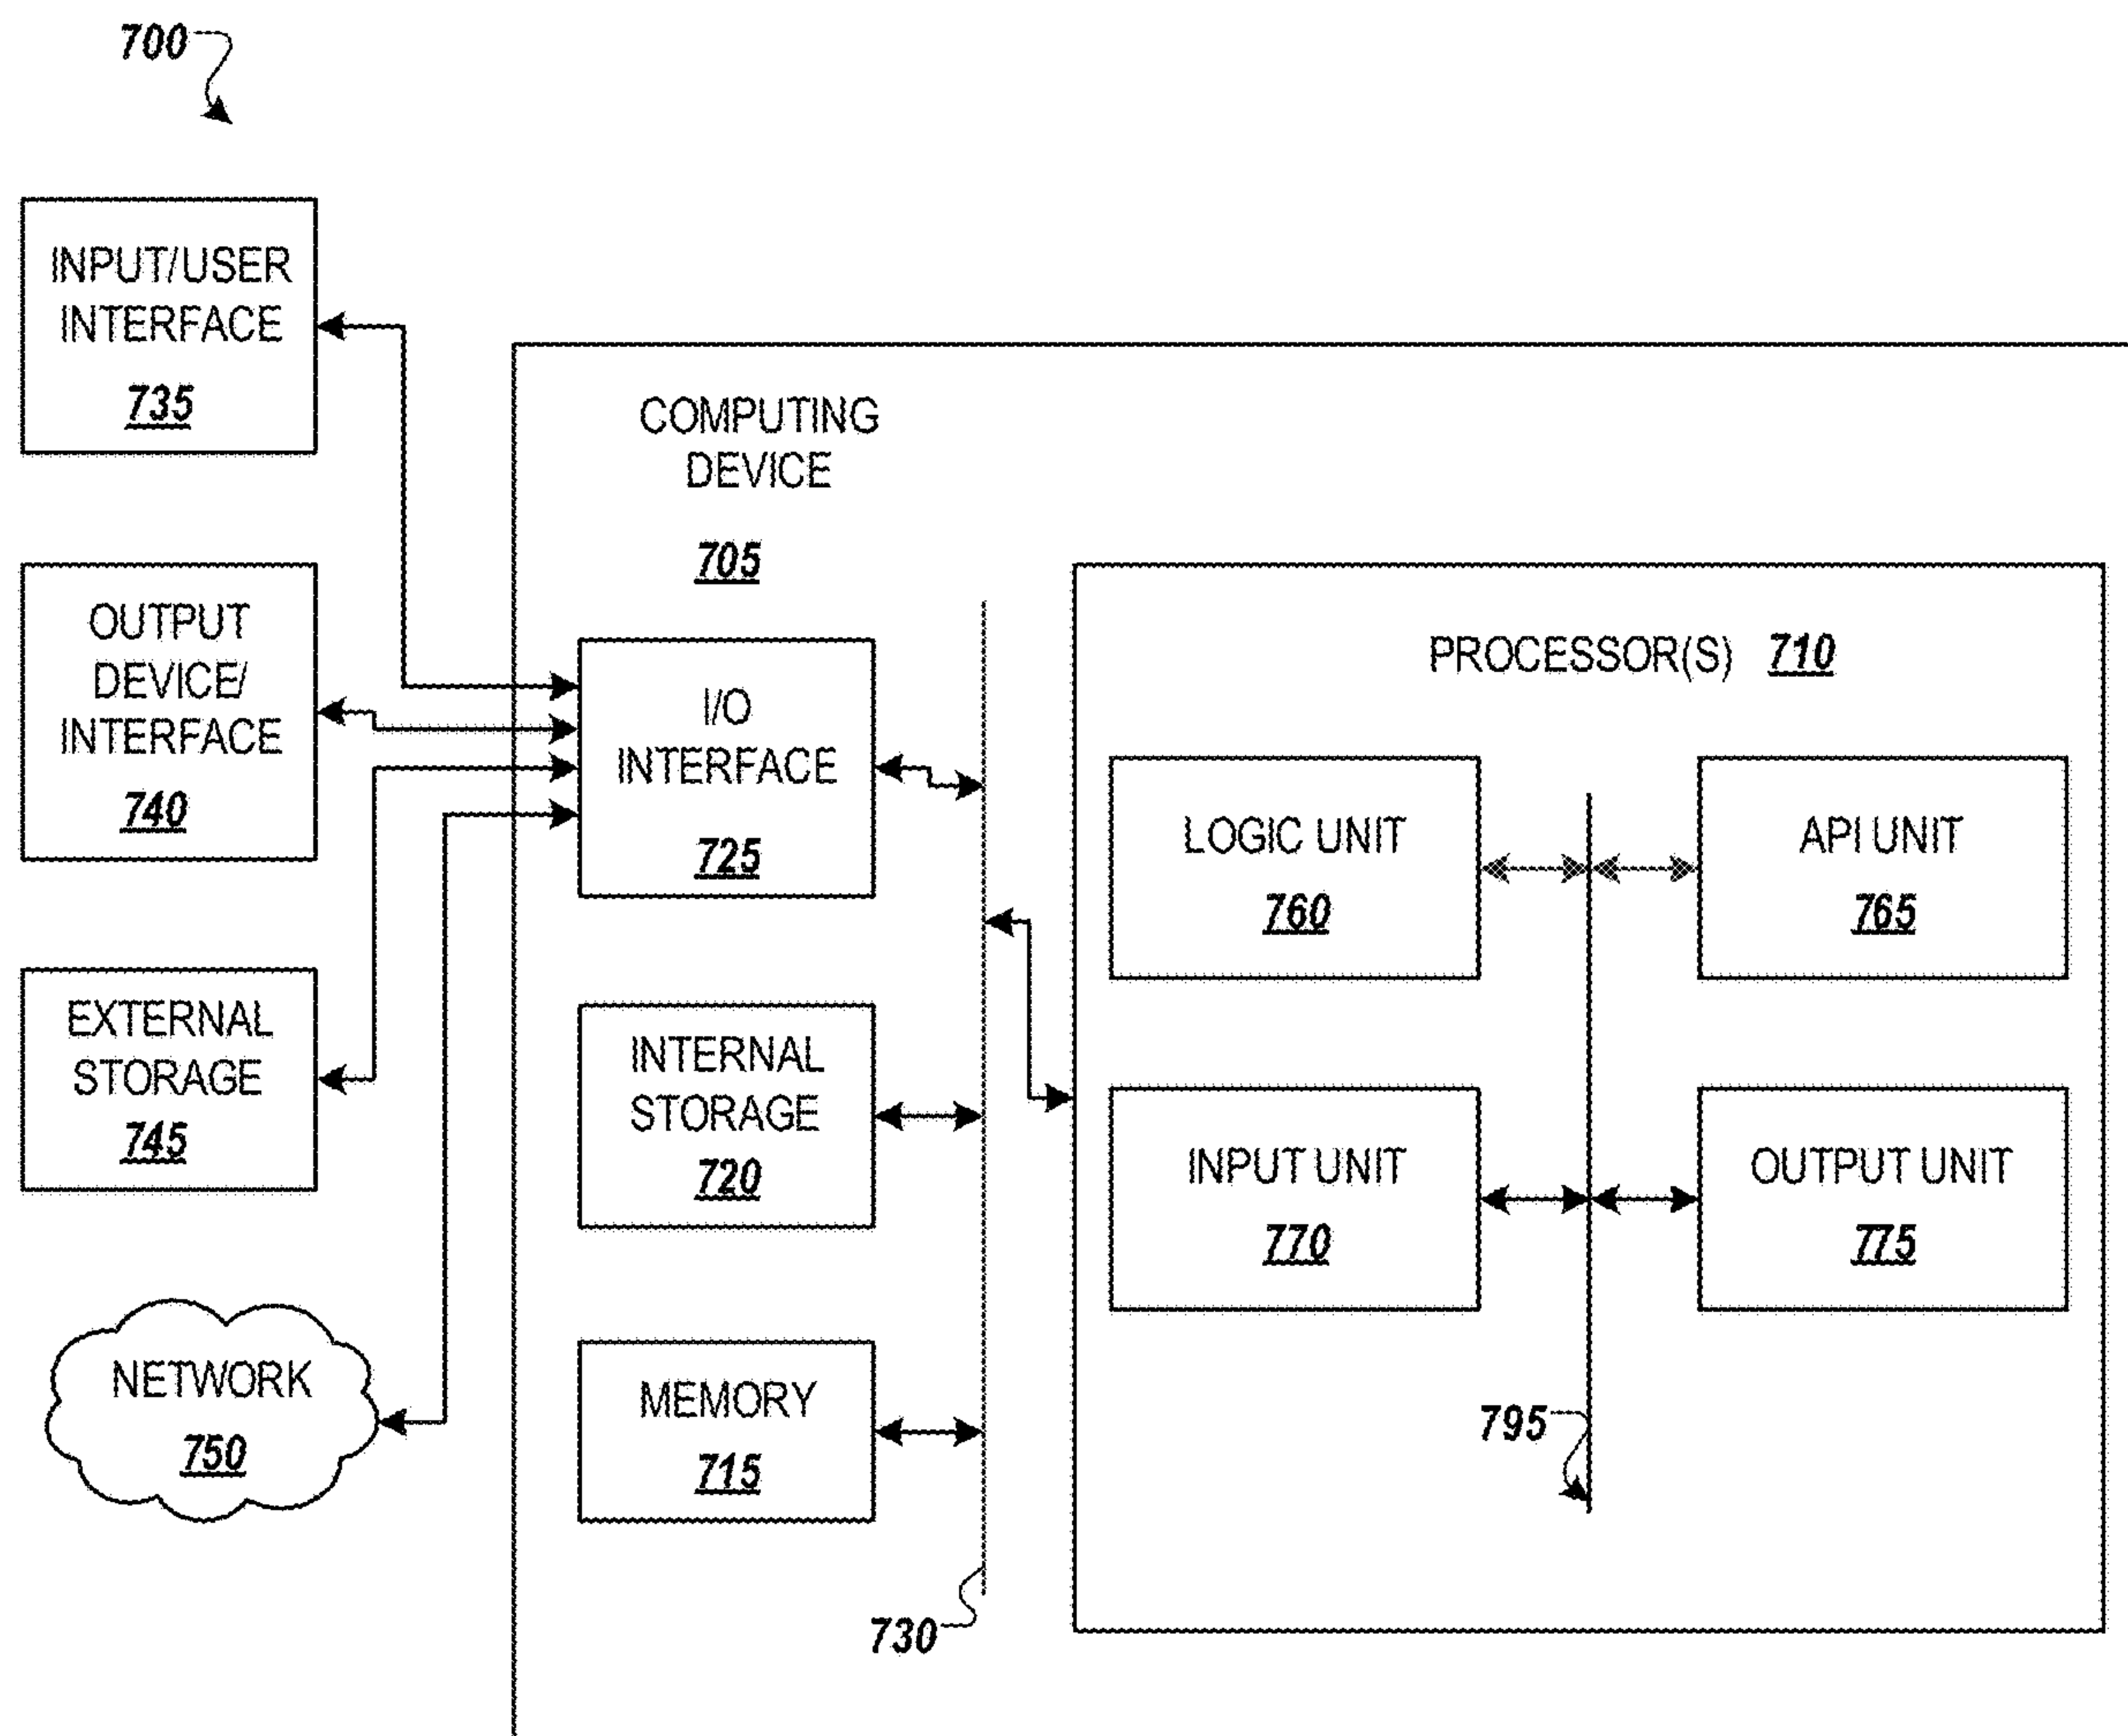 700
INPUT/USER
INTERFACE
735
OUTPUT
DEVICE/
INTERFACE
740
EXTERNAL
STORAGE
745
NETWORK
750
COMPUTING
DEVICE
705
I/O
INTERFACE
725
INTERNAL
STORAGE
720
MEMORY
715
730
PROCESSOR(S) 710
LOGIC UNIT
760
API UNIT
765
INPUT UNIT
770
OUTPUT UNIT
775
795